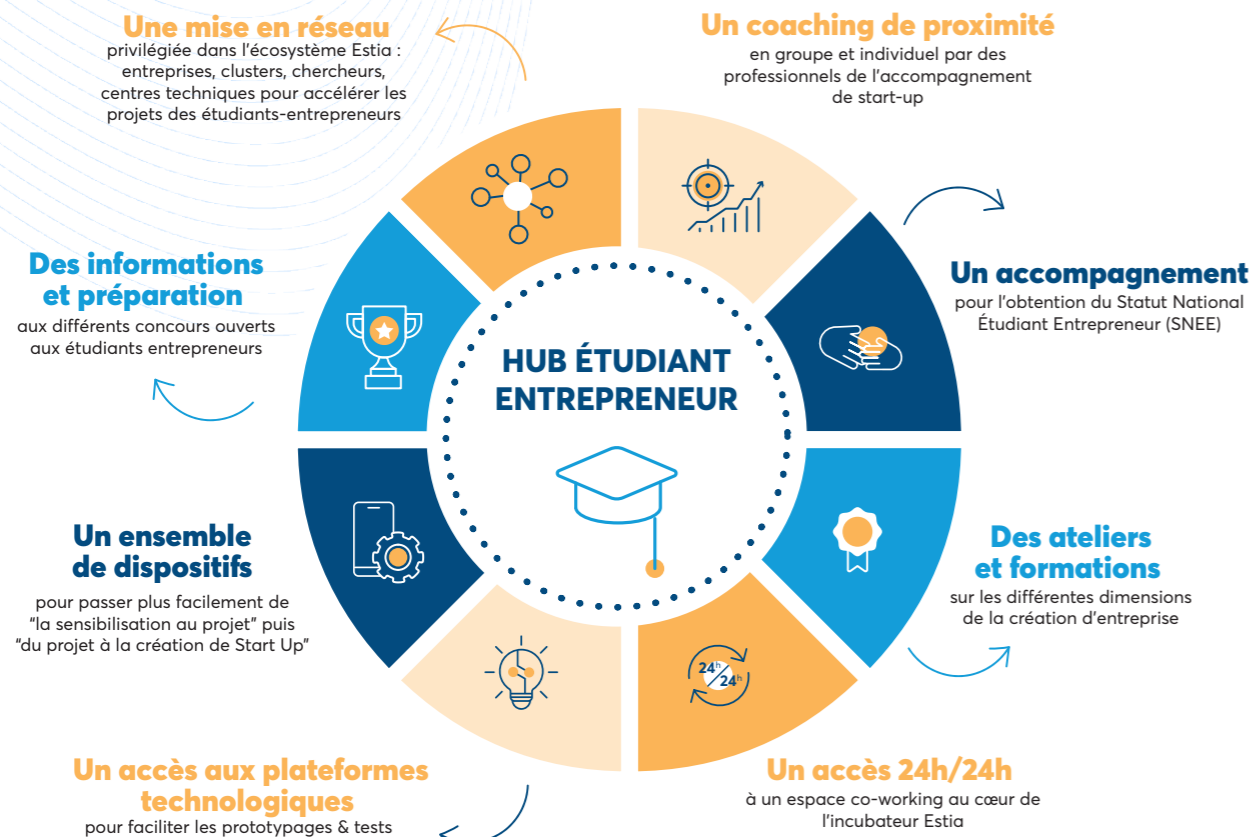 Une mise en réseau
privilégiée dans l'écosystème Estia :
entreprises, clusters, chercheurs,
centres techniques pour accélérer les
projets des étudiants-entrepreneurs
Un coaching de proximité
en groupe et individuel par des
professionnels de l'accompagnement
de start-up
Un accompagnement
pour l'obtention du Statut National
Étudiant Entrepreneur (SNEE)
Des informations
et préparation
aux différents concours ouverts
aux étudiants entrepreneurs
HUB ÉTUDIANT
ENTREPRENEUR
Un ensemble
de dispositifs
pour passer plus facilement de
“la sensibilisation au projet” puis
“du projet à la création de Start Up”
Des ateliers
et formations
sur les différentes dimensions
de la création d'entreprise
24h
24h
Un accès aux plateformes
technologiques
pour faciliter les prototypages & tests
Un accès 24h/24h
à un espace co-working au cœur de
l'incubateur Estia